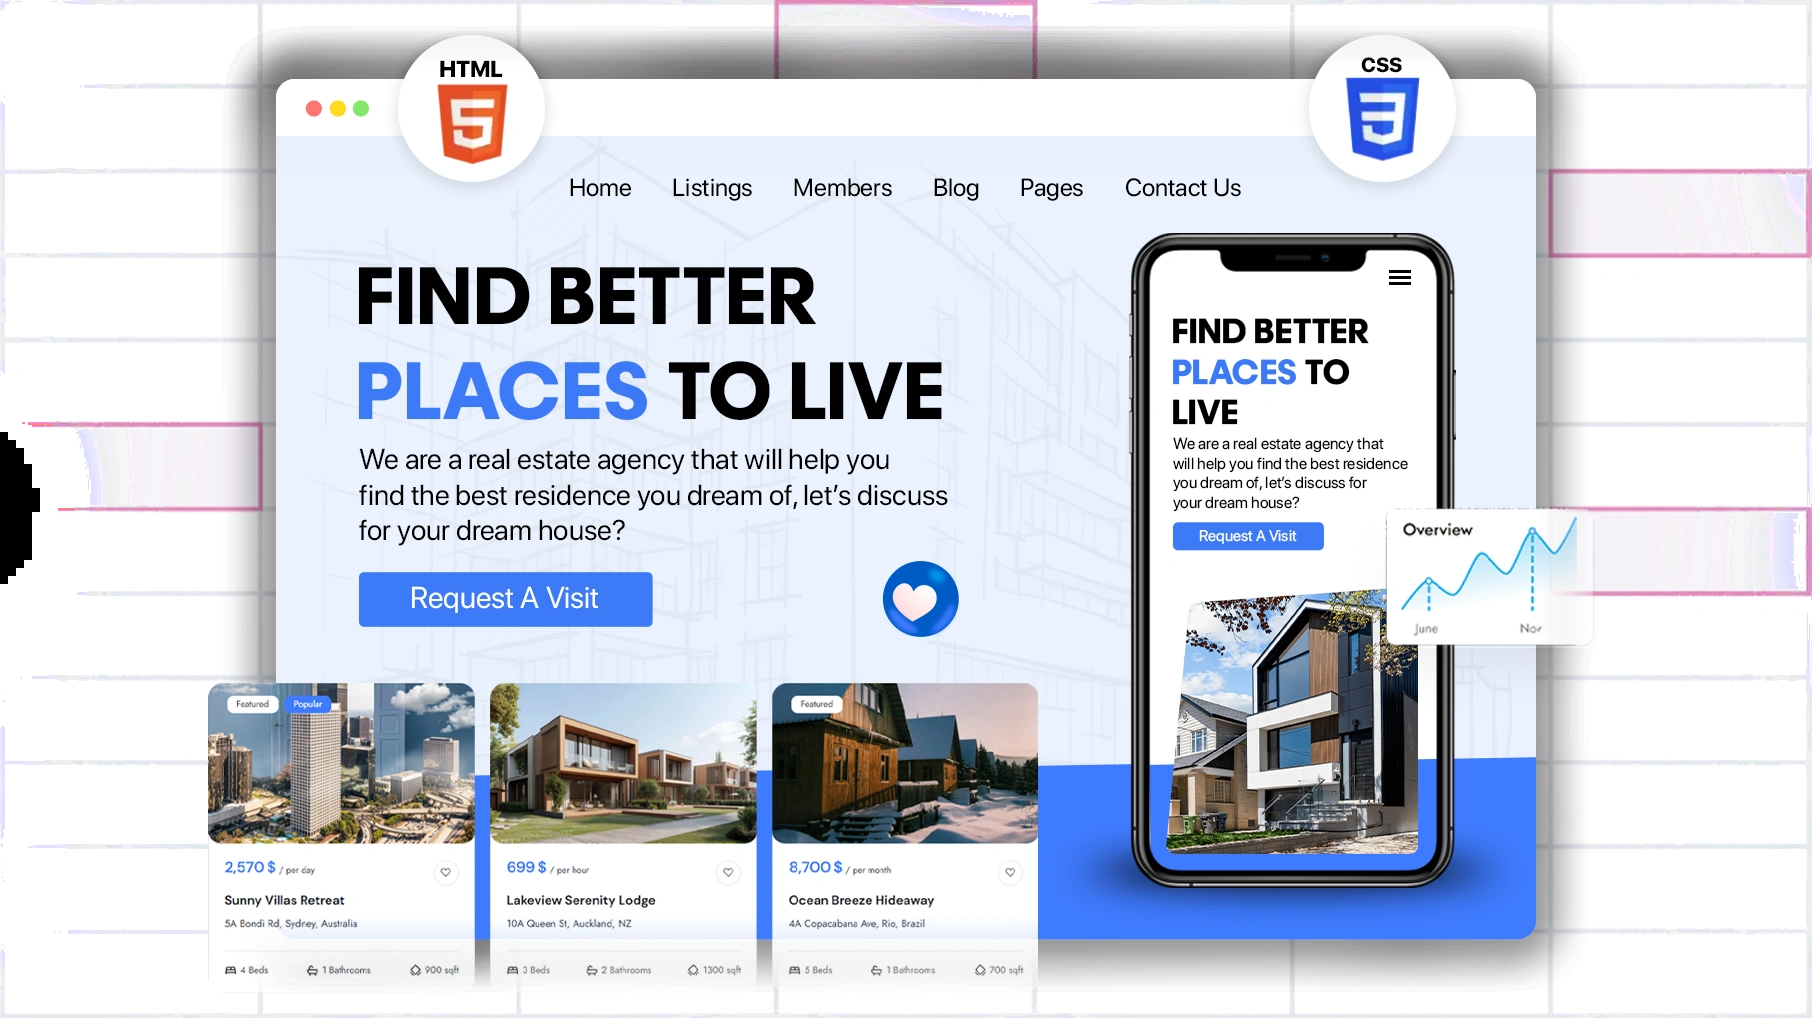 HTML
5
CSS
3
Home Listings Members Blog Pages Contact Us
FIND BETTER
PLACES TO LIVE
We are a real estate agency that will help you
find the best residence you dream of, let's discuss
for your dream house?
Request A Visit
FIND BETTER
PLACES TO
LIVE
We are a real estate agency that
will help you find the best residence
you dream of, let's discuss for
your dream house?
Request A Visit
Overview
June Nov
Featured Popular
2,570 $ / per day
Sunny Villas Retreat
5A Bondi Rd, Sydney, Australia
4 Beds 1 Bathrooms 900 sqft
699 $ / per hour
Lakeview Serenity Lodge
10A Queen St, Auckland, NZ
3 Beds 2 Bathrooms 1300 sqft
Featured
8,700 $ / per month
Ocean Breeze Hideaway
4A Copacabana Ave, Rio, Brazil
5 Beds 1 Bathrooms 700 sqft